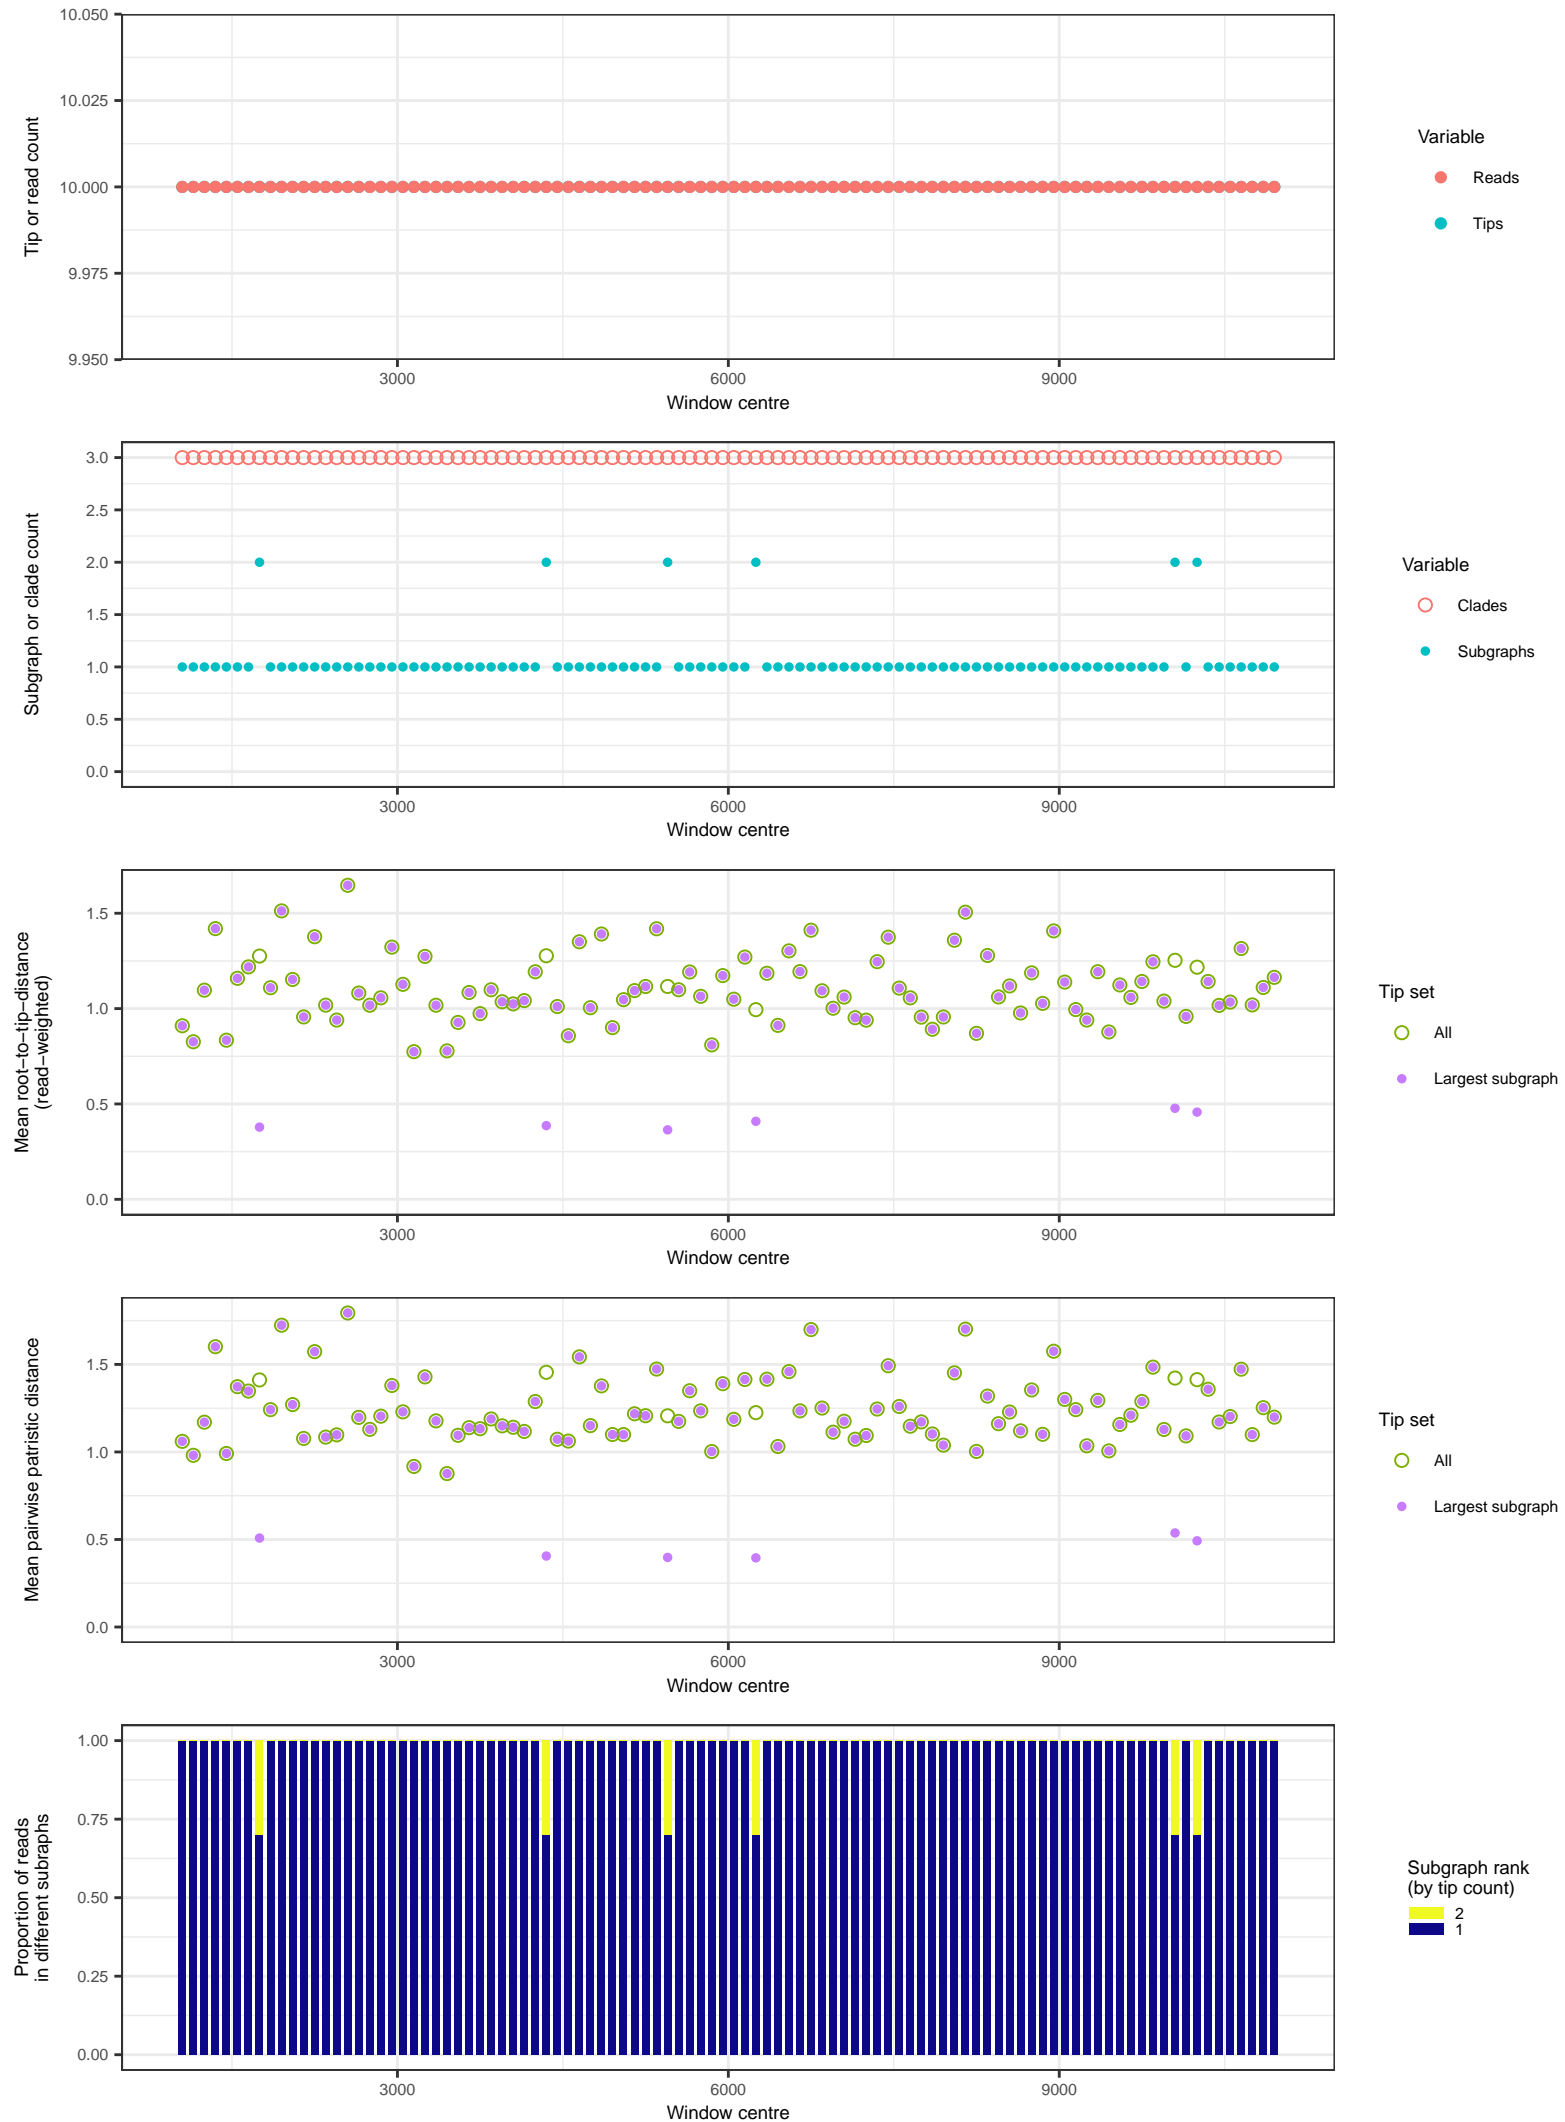 10.050
10.025
10.000
9.975
9.950
Tip or read count
3000 6000 9000
Window centre
Variable
Reads
Tips
3.0
2.5
2.0
1.5
1.0
0.5
0.0
Subgraph or clade count
3000 6000 9000
Window centre
Variable
Clades
Subgraphs
1.5
1.0
0.5
0.0
Mean root−to−tip−distance
(read−weighted)
3000 6000 9000
Window centre
Tip set
All
Largest subgraph
1.5
1.0
0.5
0.0
Mean pairwise patristic distance
3000 6000 9000
Window centre
Tip set
All
Largest subgraph
1.00
0.75
0.50
0.25
0.00
Proportion of reads
in different subraphs
3000 6000 9000
Window centre
Subgraph rank
(by tip count)
2
1